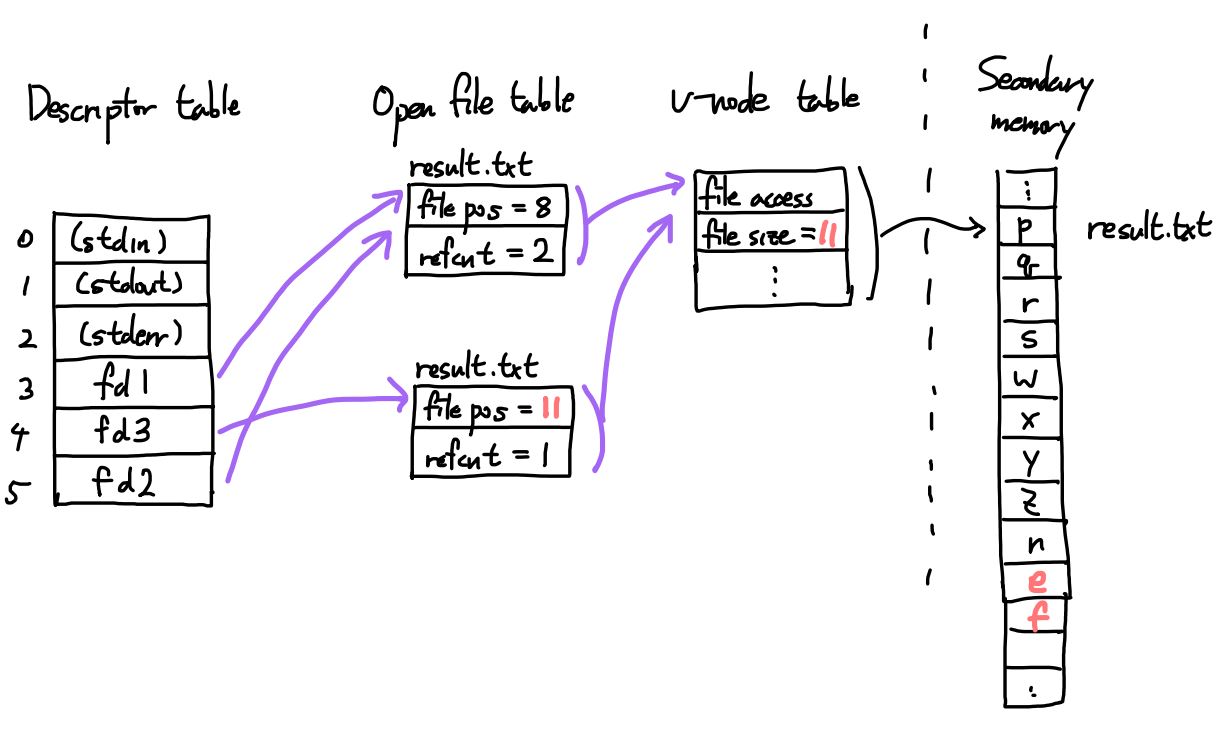 Descriptor table
0 (stdin)
1 (stdout)
2 (stderr)
3 fd1
4 fd3
5 fd2
Open file table
result.txt
file pos = 8
refcnt = 2
result.txt
file pos = 11
refcnt = 1
v-node table
file access
file size = 11
⋮
Secondary
memory
result.txt
⋮
p
q
r
s
w
x
y
z
n
e
f
⋮